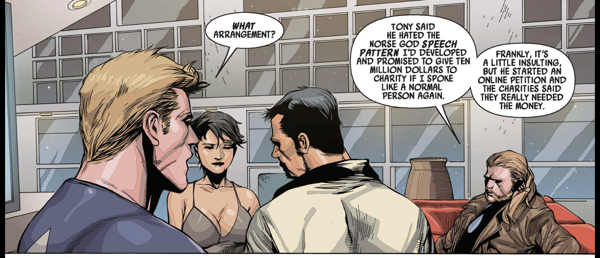 WHAT
ARRANGEMENT?
TONY SAID
HE HATED THE
NORSE GOD SPEECH
PATTERN I'D DEVELOPED
AND PROMISED TO GIVE TEN
MILLION DOLLARS TO
CHARITY IF I SPOKE
LIKE A NORMAL
PERSON AGAIN.
FRANKLY, IT'S
A LITTLE INSULTING,
BUT HE STARTED AN
ONLINE PETITION AND
THE CHARITIES SAID
THEY REALLY NEEDED
THE MONEY.